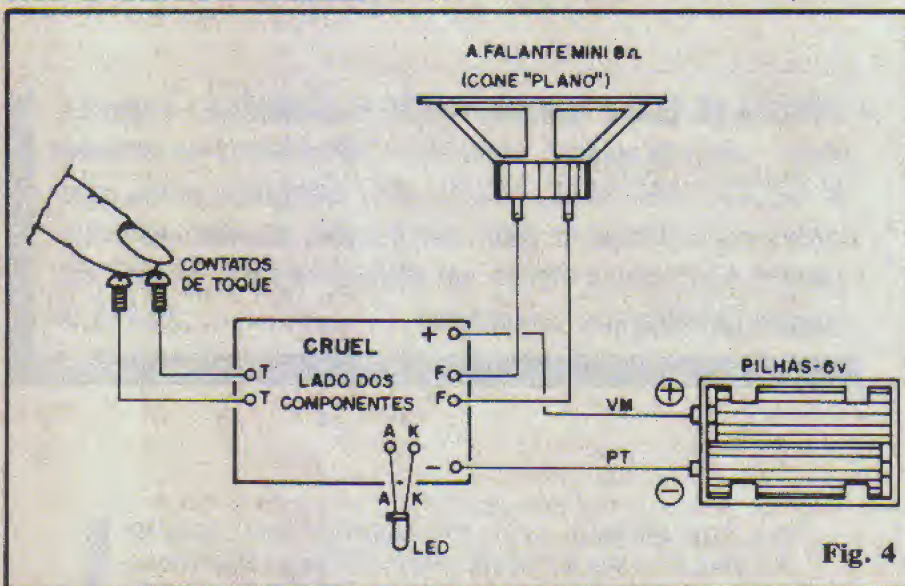 A. FALANTE MINI 8Ω
(CONE "PLANO")
CONTATOS
DE TOQUE
CRUEL
LADO DOS
COMPONENTES
+
T
T
F
F
A K
-
A K
LED
VM
PT
PILHAS-6v
+
-
Fig. 4